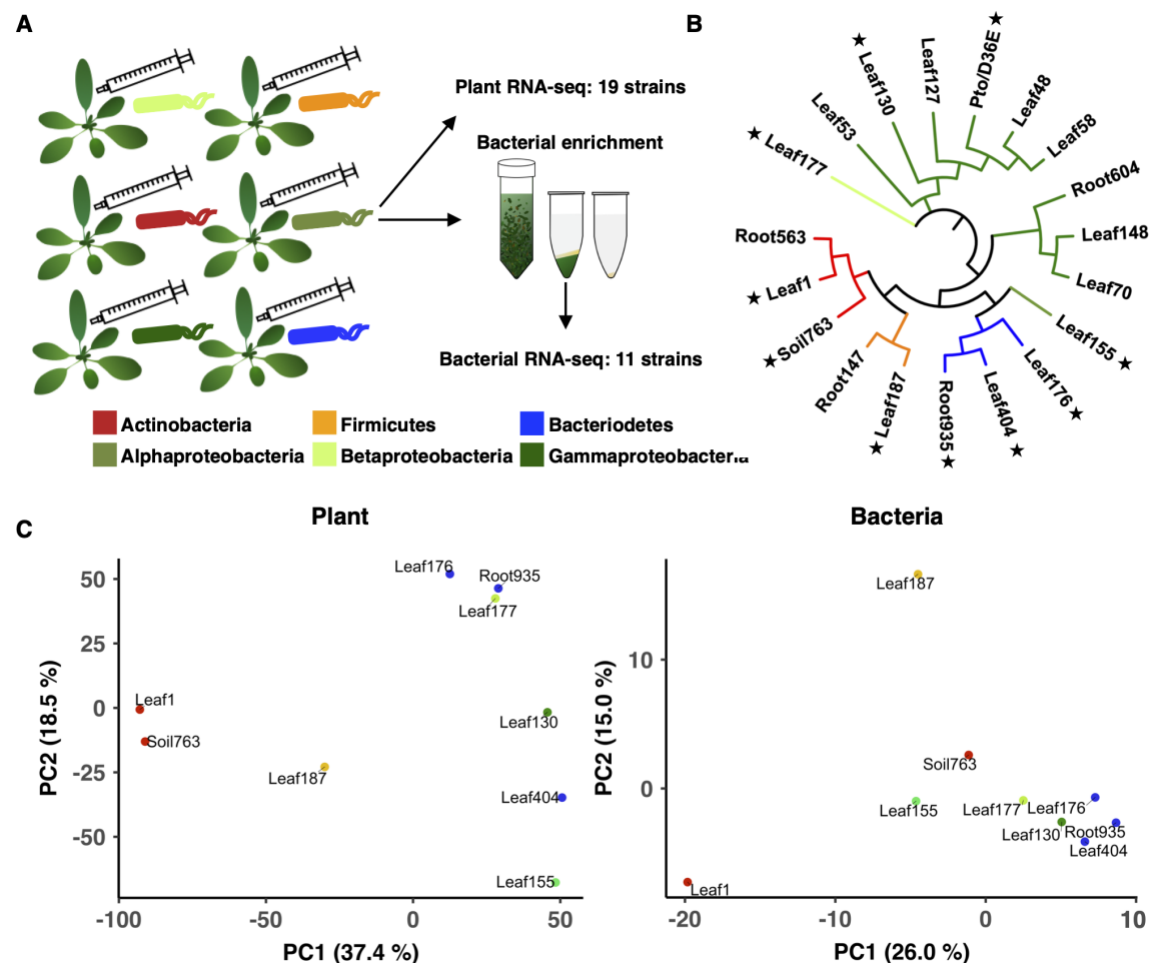 A
Plant RNA-seq: 19 strains
Bacterial enrichment
Bacterial RNA-seq: 11 strains
Actinobacteria
Firmicutes
Bacteriodetes
Alphaproteobacteria
Betaproteobacteria
Gammaproteobacteria
B
★ Leaf177
Leaf53
★ Leaf130
Leaf127
Pto/D36E ★
Leaf48
Leaf58
Root604
Leaf148
Leaf70
Leaf155 ★
Leaf176 ★
Leaf404 ★
Root935 ★
★ Leaf187
Root147
★ Soil763
★ Leaf1
Root563
C
Plant
PC2 (18.5 %)
50
25
0
-25
-50
Leaf176
Root935
Leaf177
Leaf1
Soil763
Leaf130
Leaf187
Leaf404
Leaf155
-100
-50
0
50
PC1 (37.4 %)
Bacteria
PC2 (15.0 %)
10
0
Leaf187
Soil763
Leaf155
Leaf177
Leaf176
Leaf130
Root935
Leaf404
Leaf1
-20
-10
0
10
PC1 (26.0 %)